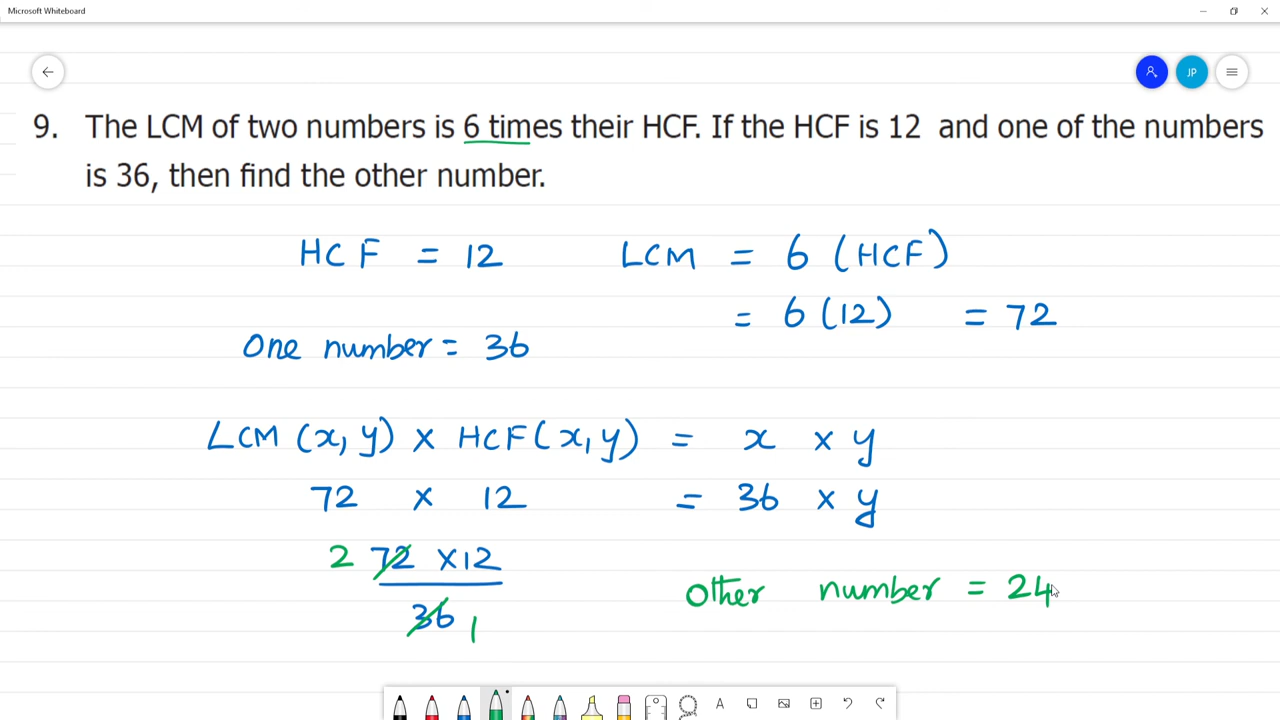 Microsoft Whiteboard
JP
9. The LCM of two numbers is 6 times their HCF. If the HCF is 12 and one of the numbers
is 36, then find the other number.
HCF = 12 LCM = 6 (HCF)
= 6 (12) = 72
One number = 36
LCM (x, y) × HCF (x, y) = x × y
72 × 12 = 36 × y
2 72 × 12
36 1
Other number = 24
A